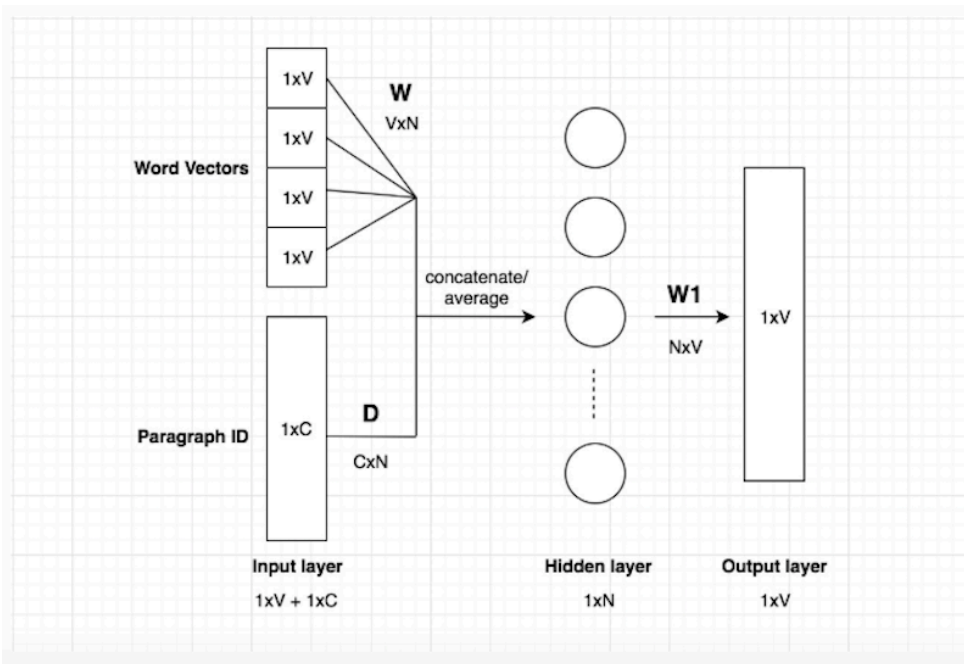 1xV
W
1xV
VxN
Word Vectors
1xV
1xV
concatenate/
average
W1
1xV
NxV
D
Paragraph ID
1xC
CxN
Input layer
Hidden layer
Output layer
1xV + 1xC
1xN
1xV